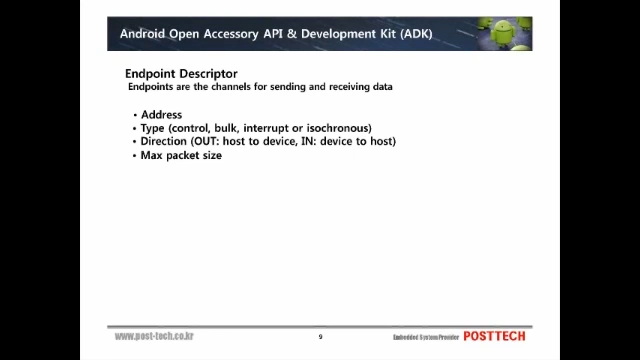 Android Open Accessory API & Development Kit (ADK)
Endpoint Descriptor
Endpoints are the channels for sending and receiving data
• Address
• Type (control, bulk, interrupt or isochronous)
• Direction (OUT: host to device, IN: device to host)
• Max packet size
www.post-tech.co.kr
9
Embedded System Provider POSTTECH